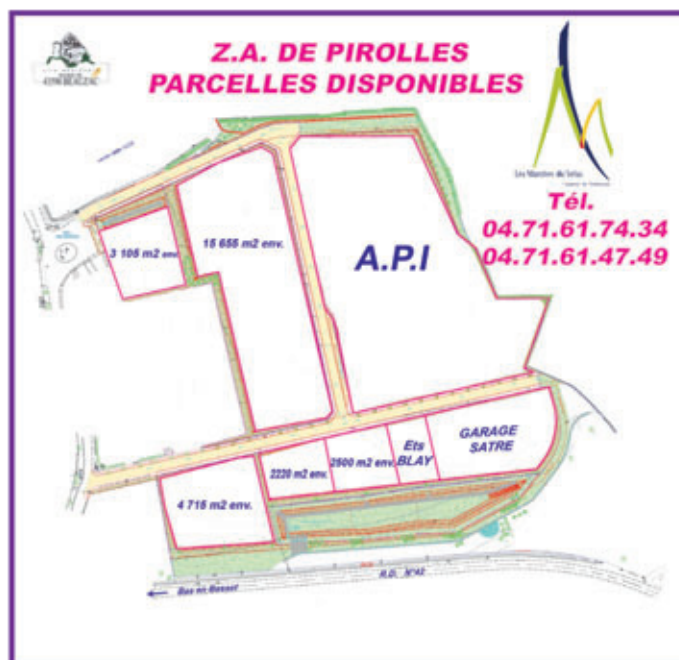 Z.A. DE PIROLLES
PARCELLES DISPONIBLES
Tél.
04.71.61.74.34
04.71.61.47.49
3 105 m2 env.
15 655 m2 env.
A.P.I
GARAGE
SATRE
Ets
BLAY
2500 m2 env.
2220 m2 env.
4 715 m2 env.
R.D. N°42
Bas en Basset